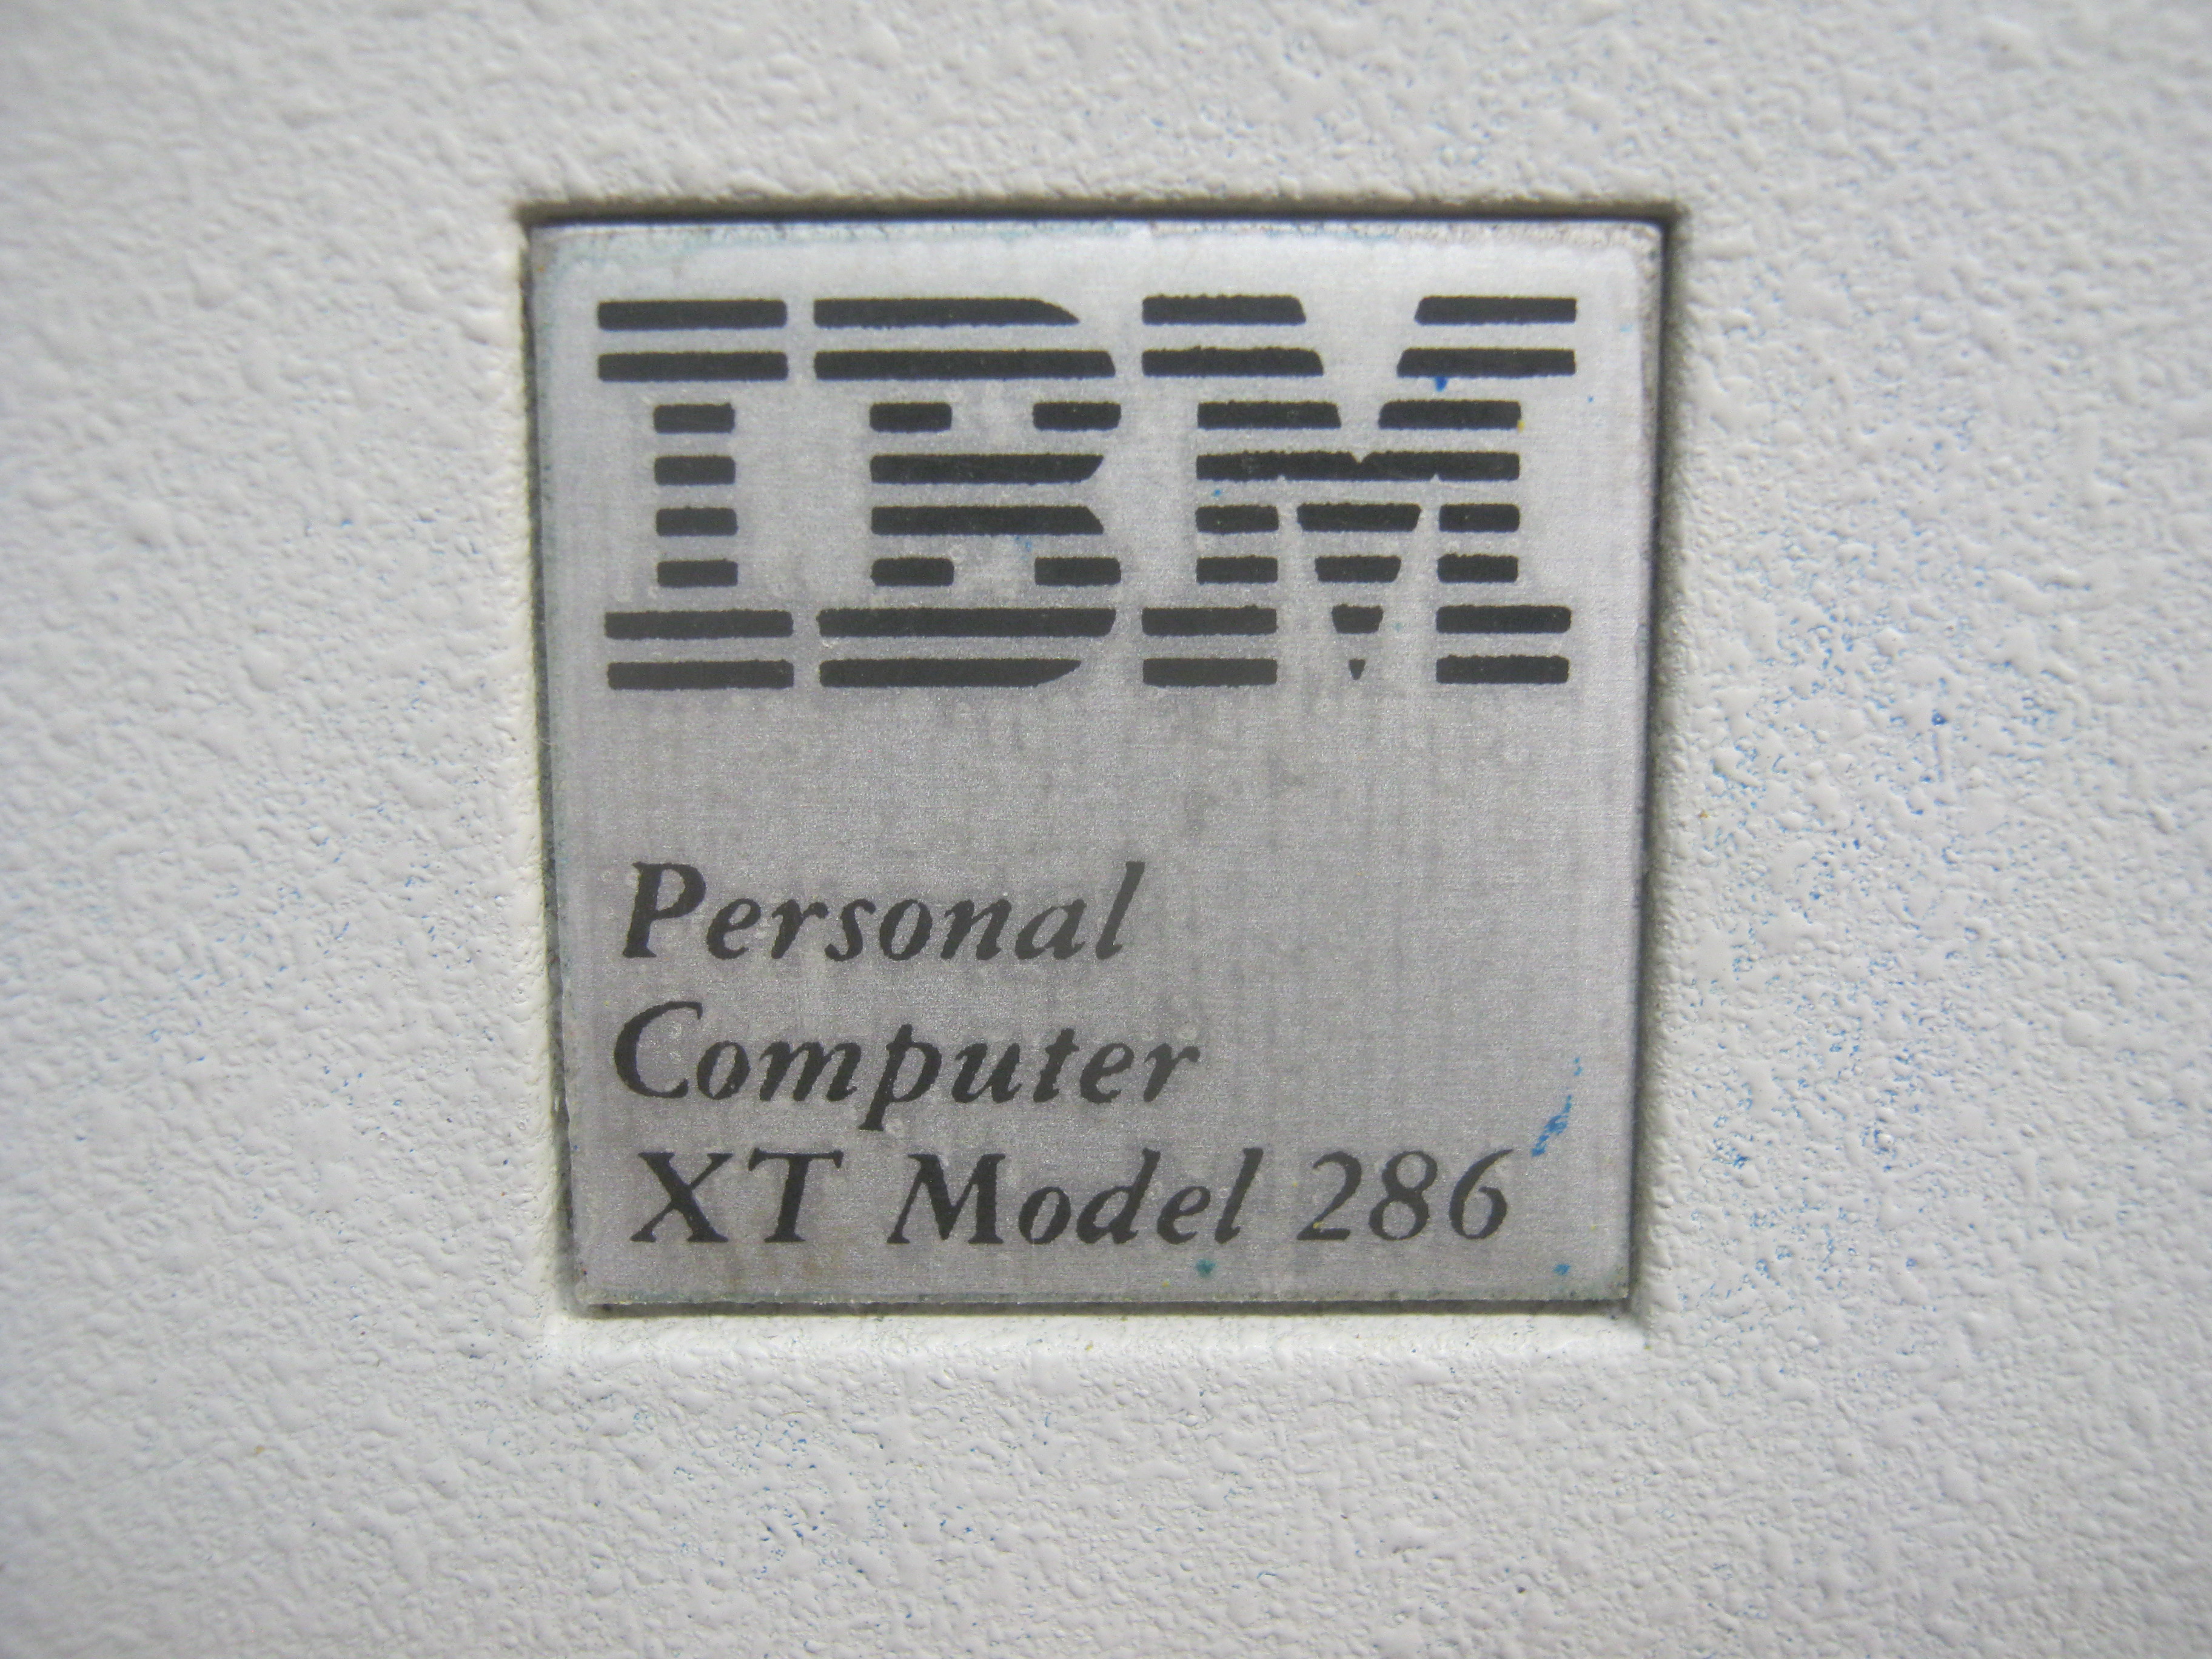 IBM
Personal
Computer
XT Model 286